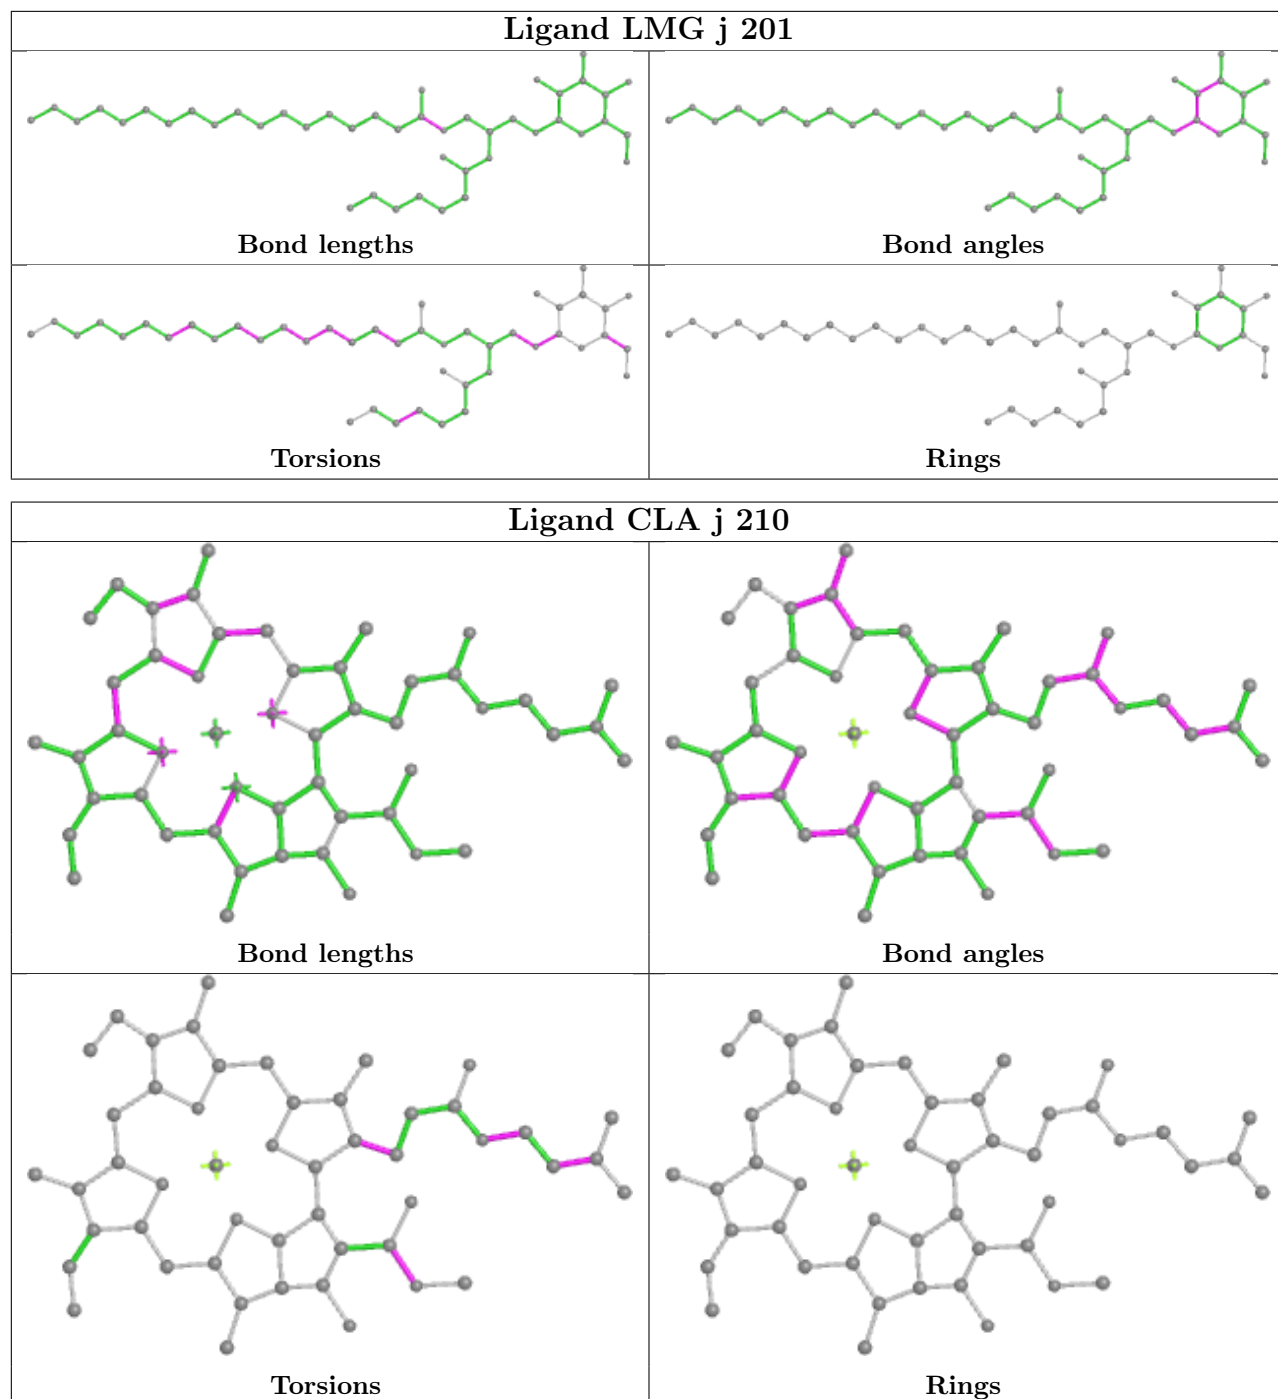 Ligand LMG j 201
Bond lengths
Bond angles
Torsions
Rings
Ligand CLA j 210
Bond lengths
Bond angles
Torsions
Rings